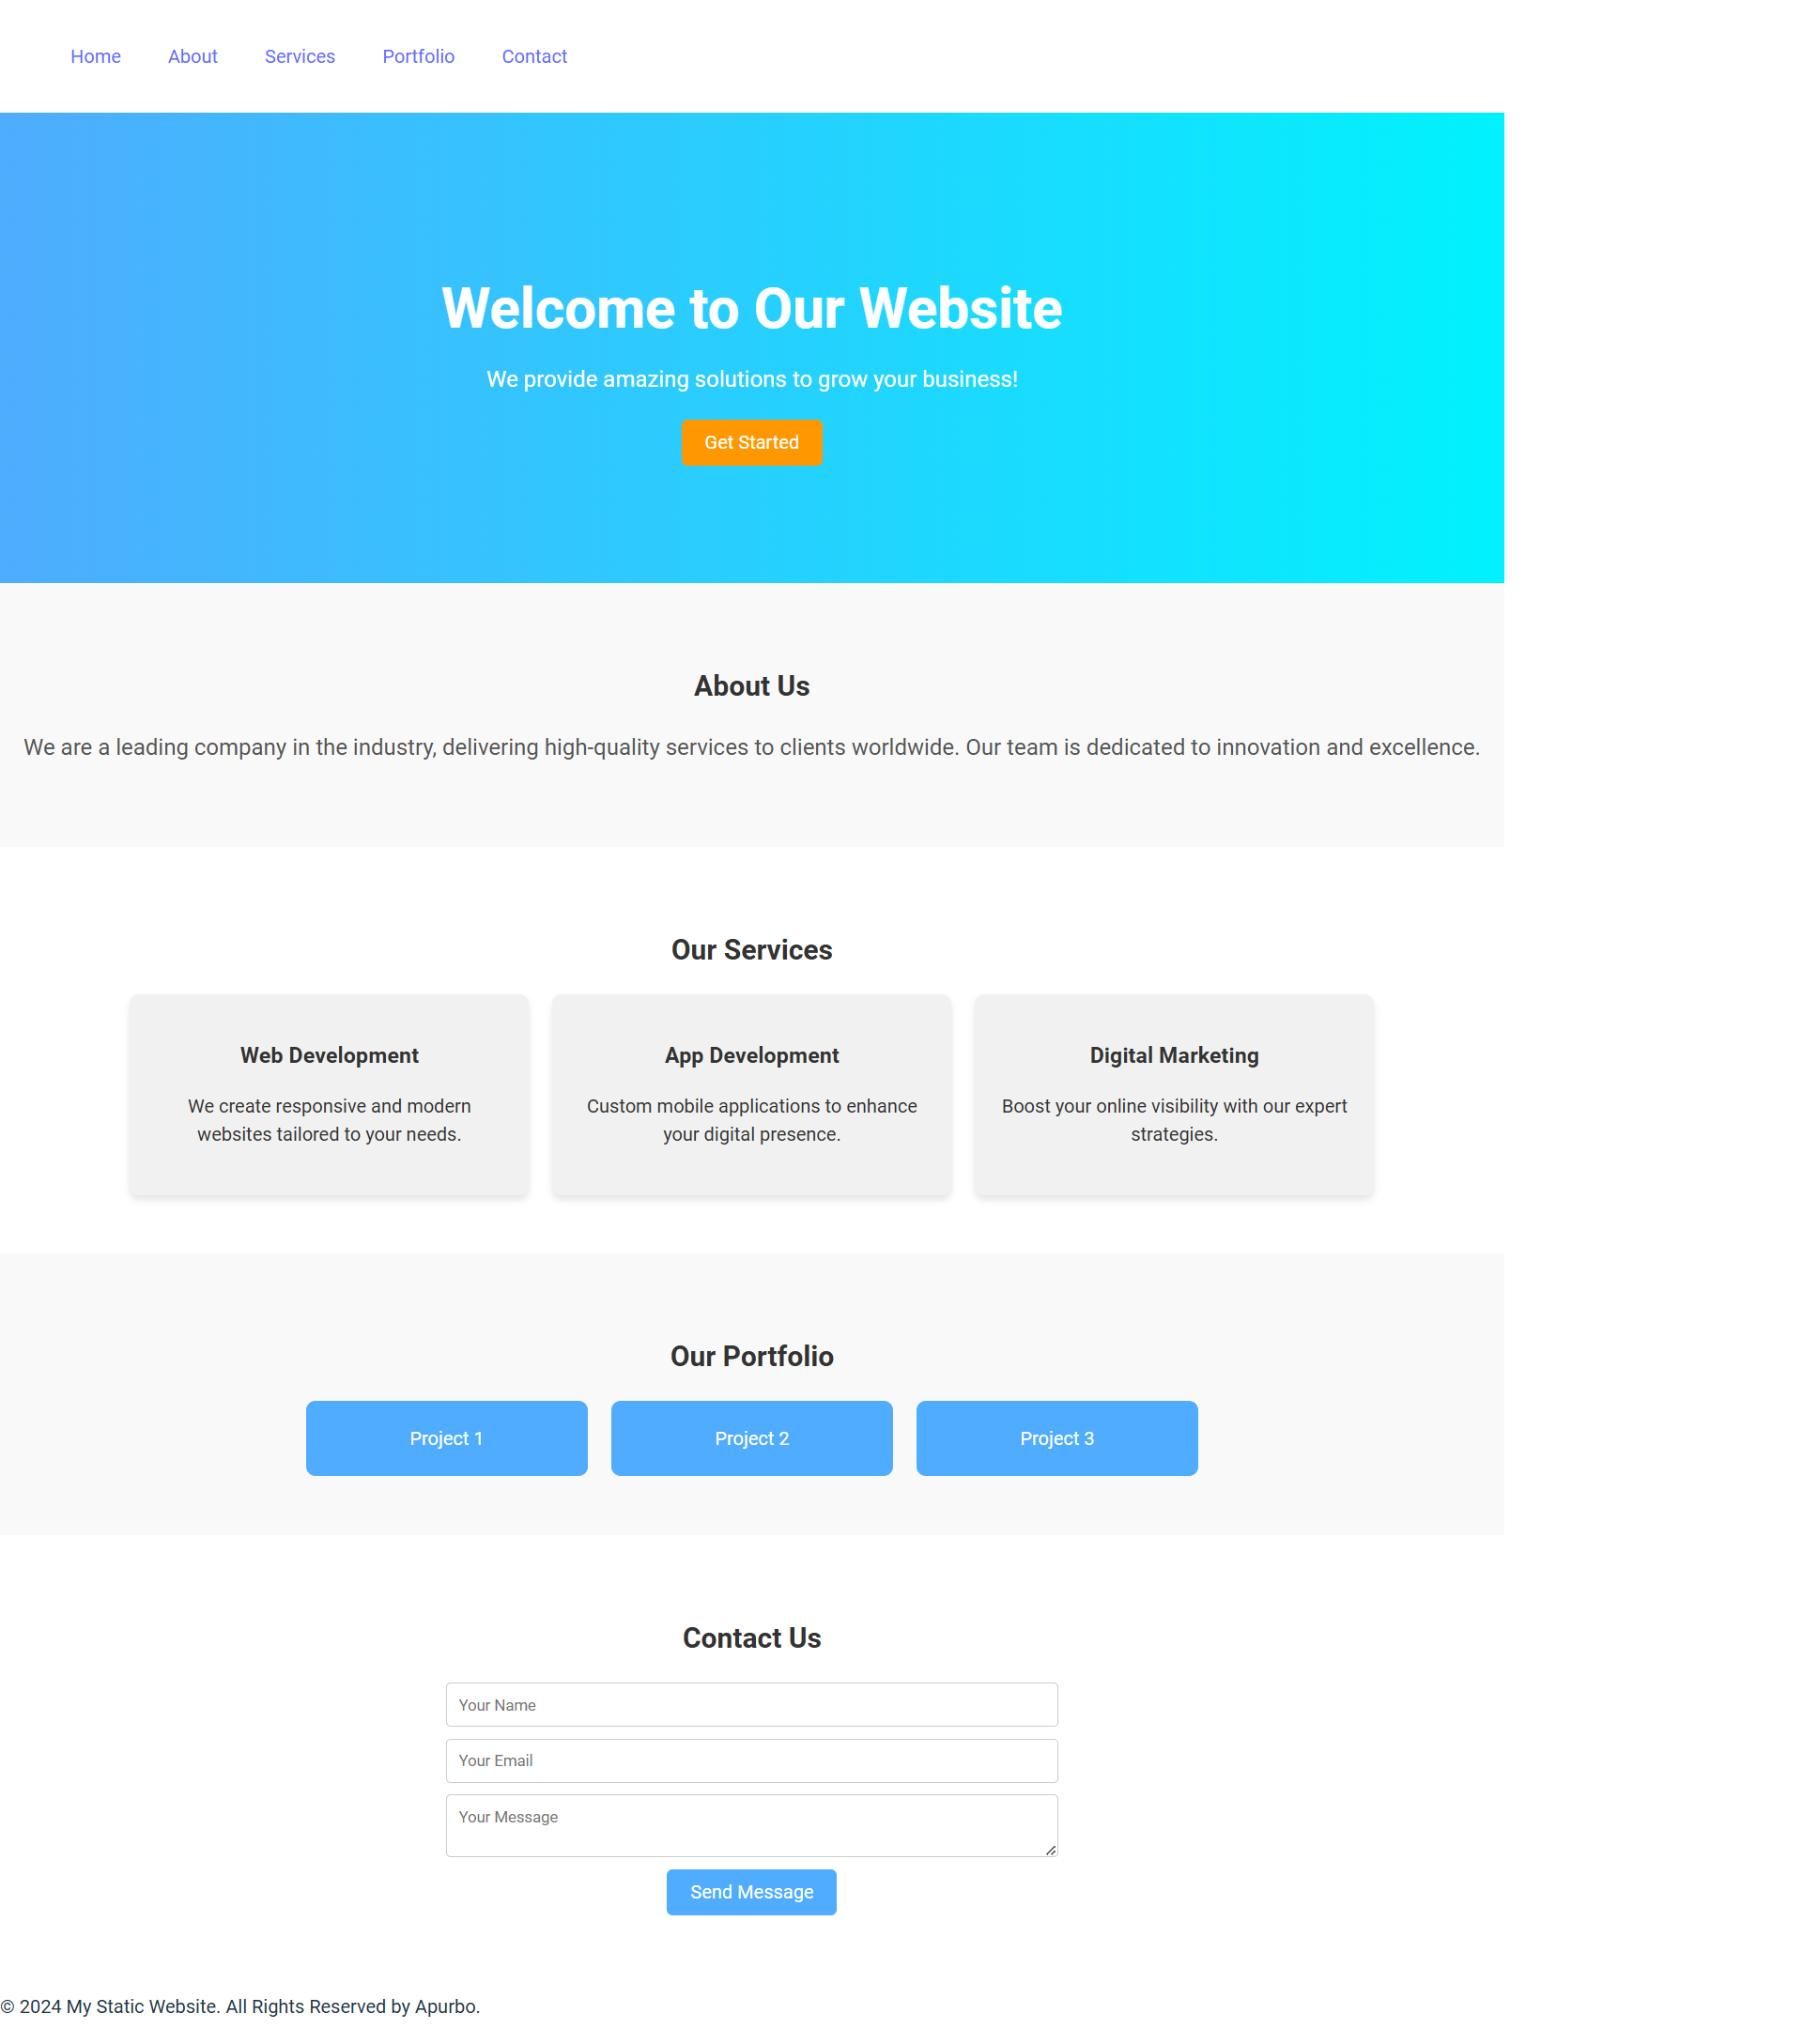 Home About Services Portfolio Contact
Welcome to Our Website
We provide amazing solutions to grow your business!
Get Started
About Us
We are a leading company in the industry, delivering high-quality services to clients worldwide. Our team is dedicated to innovation and excellence.
Our Services
Web Development
We create responsive and modern
websites tailored to your needs.
App Development
Custom mobile applications to enhance
your digital presence.
Digital Marketing
Boost your online visibility with our expert
strategies.
Our Portfolio
Project 1
Project 2
Project 3
Contact Us
Your Name
Your Email
Your Message
Send Message
© 2024 My Static Website. All Rights Reserved by Apurbo.